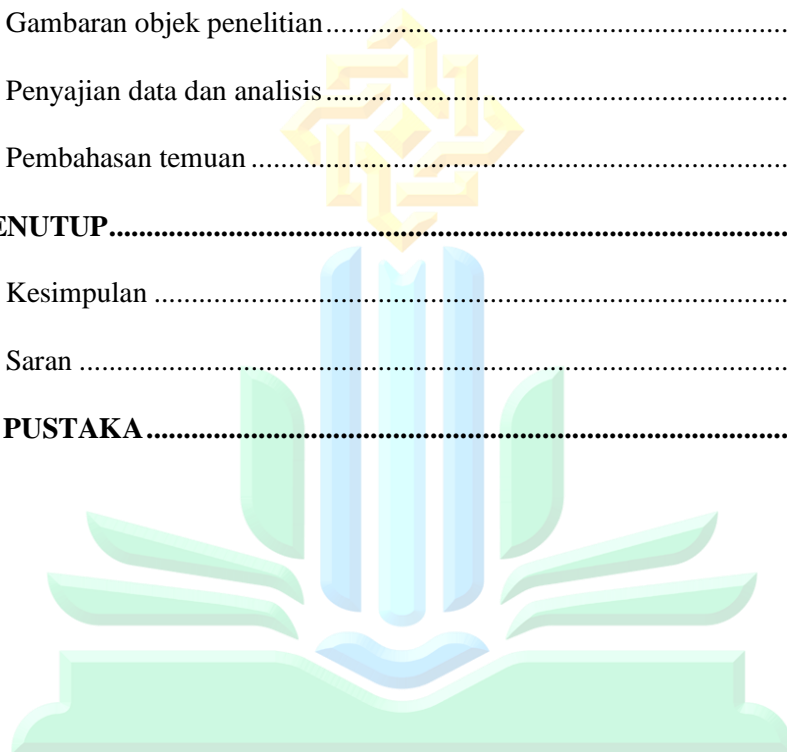 Gambaran objek penelitian................................................................
Penyajian data dan analisis................................................................
Pembahasan temuan ................................................................
ENUTUP................................................................
Kesimpulan ................................................................
Saran ................................................................
PUSTAKA................................................................